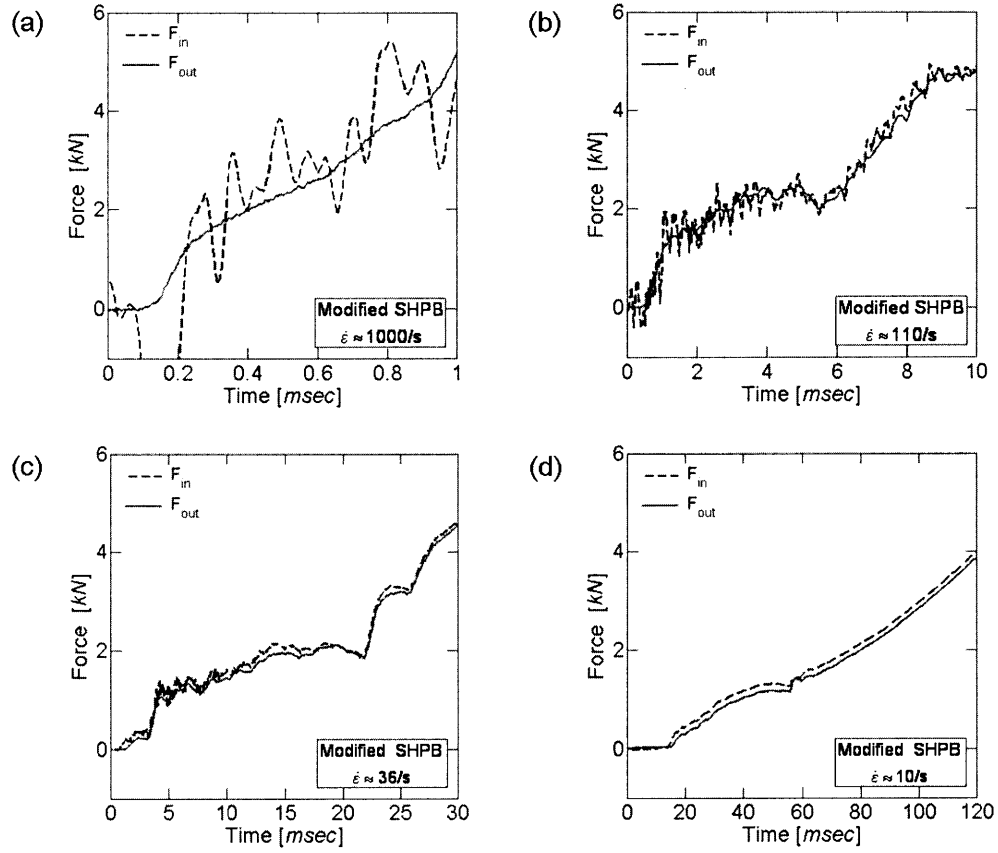 (a)
6
4
2
0
Force [kN]
F_in
F_out
Modified SHPB
ε̇ ≈ 1000/s
0 0.2 0.4 0.6 0.8 1
Time [msec]
(b)
6
4
2
0
Force [kN]
F_in
F_out
Modified SHPB
ε̇ ≈ 110/s
0 2 4 6 8 10
Time [msec]
(c)
6
4
2
0
Force [kN]
F_in
F_out
Modified SHPB
ε̇ ≈ 36/s
0 5 10 15 20 25 30
Time [msec]
(d)
6
4
2
0
Force [kN]
F_in
F_out
Modified SHPB
ε̇ ≈ 10/s
0 20 40 60 80 100 120
Time [msec]